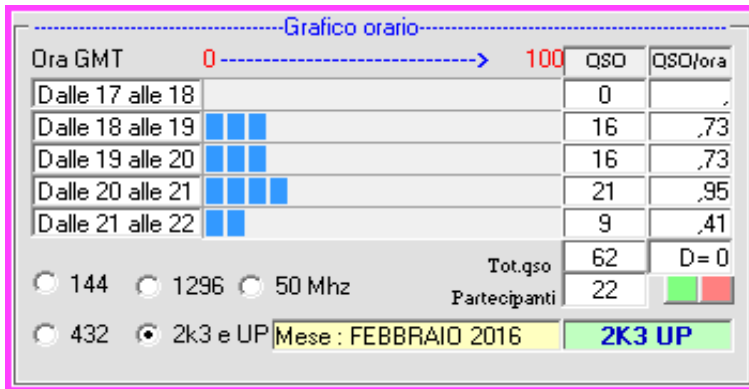 Grafico orario
Ora GMT 0 ----------------------------> 100 QSO QSO/ora
Dalle 17 alle 18 0 ,
Dalle 18 alle 19 16 ,73
Dalle 19 alle 20 16 ,73
Dalle 20 alle 21 21 ,95
Dalle 21 alle 22 9 ,41
Tot.qso 62 D= 0
144 1296 50 Mhz Partecipanti 22
432 2k3 e UP Mese : FEBBRAIO 2016 2K3 UP